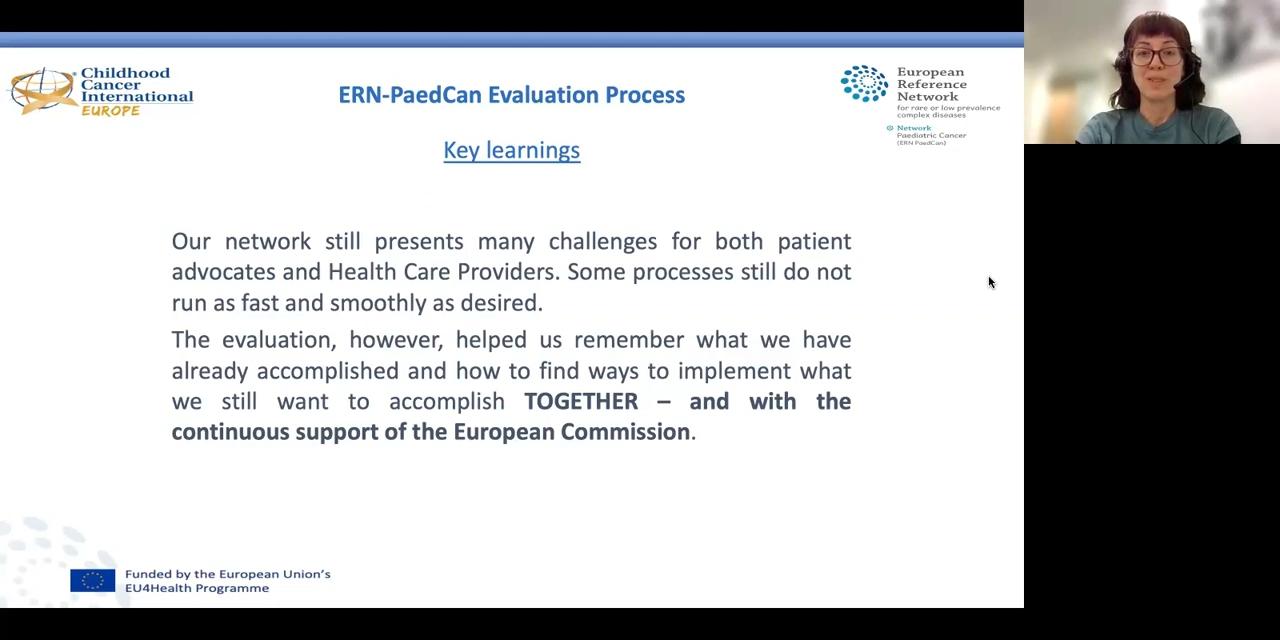 Childhood
Cancer
International
EUROPE
ERN-PaedCan Evaluation Process
European
Reference
Network
for rare or low prevalence
complex diseases
Network
Paediatric Cancer
(ERN PaedCan)
Key learnings
Our network still presents many challenges for both patient
advocates and Health Care Providers. Some processes still do not
run as fast and smoothly as desired.
The evaluation, however, helped us remember what we have
already accomplished and how to find ways to implement what
we still want to accomplish TOGETHER – and with the
continuous support of the European Commission.
Funded by the European Union's
EU4Health Programme